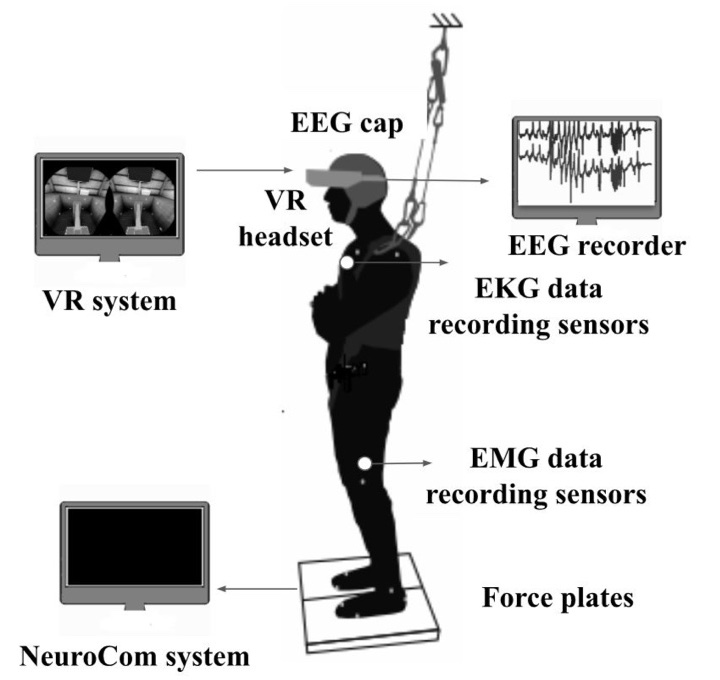 EEG cap
VR
headset
VR system
EEG recorder
EKG data
recording sensors
EMG data
recording sensors
Force plates
NeuroCom system